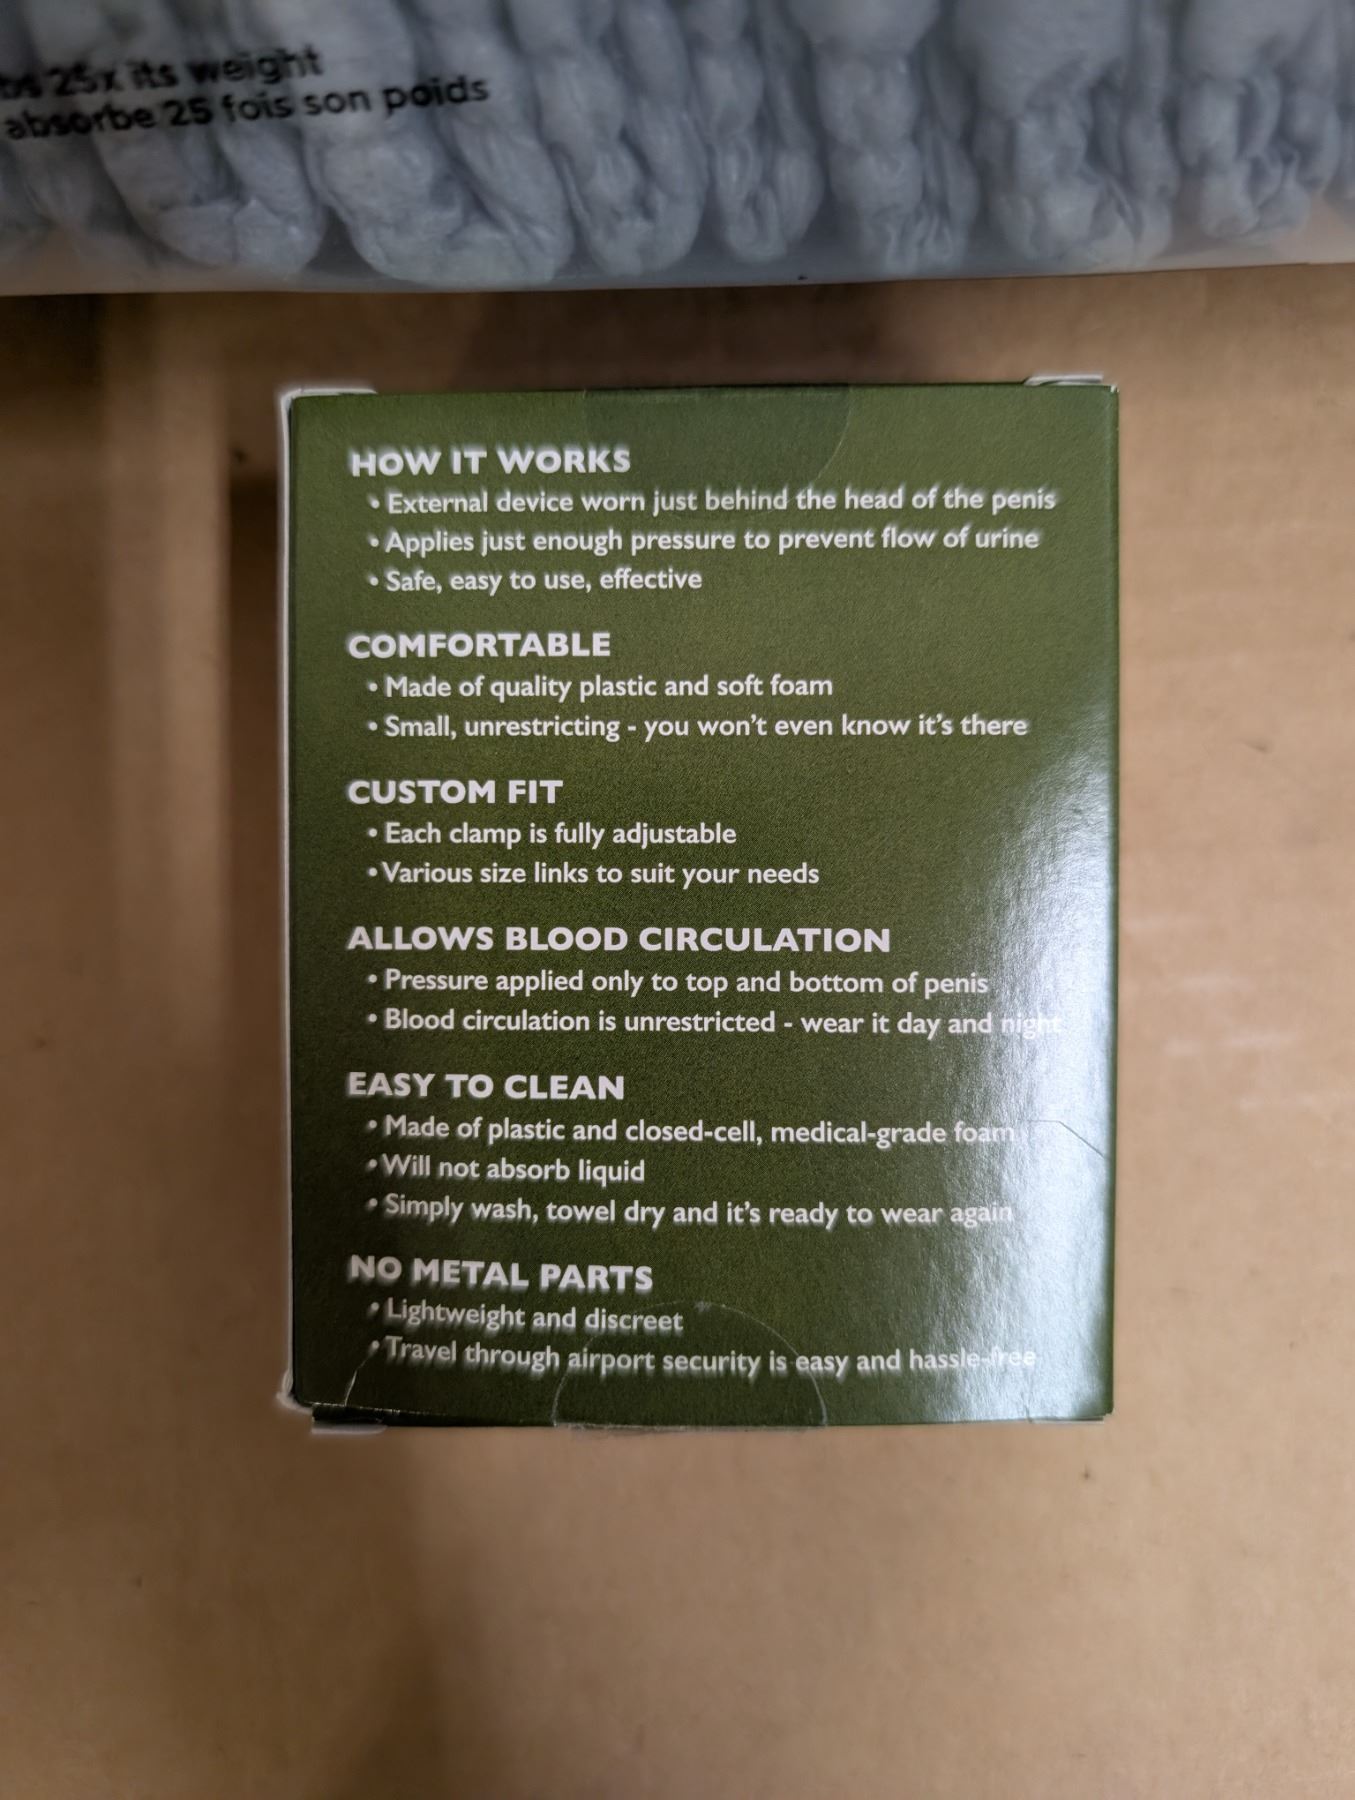 25x its weight
absorbe 25 fois son poids
HOW IT WORKS
• External device worn just behind the head of the penis
• Applies just enough pressure to prevent flow of urine
• Safe, easy to use, effective
COMFORTABLE
• Made of quality plastic and soft foam
• Small, unrestricting - you won't even know it's there
CUSTOM FIT
• Each clamp is fully adjustable
• Various size links to suit your needs
ALLOWS BLOOD CIRCULATION
• Pressure applied only to top and bottom of penis
• Blood circulation is unrestricted - wear it day and night
EASY TO CLEAN
• Made of plastic and closed-cell, medical-grade foam
• Will not absorb liquid
• Simply wash, towel dry and it's ready to wear again
NO METAL PARTS
• Lightweight and discreet
• Travel through airport security is easy and hassle-free